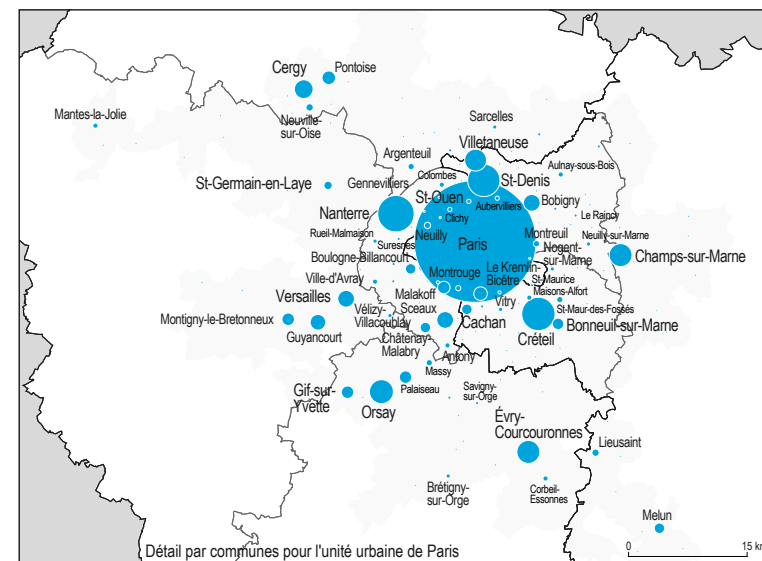 Cergy
Pontoise
Mantes-la-Jolie
Neuville-
sur-Oise
Sarcelles
Villetaneuse
Argenteuil
Aulnay-sous-Bois
Colombes
St-Germain-en-Laye
Gennevilliers
St-Denis
St-Ouen
Bobigny
Aubervilliers
Nanterre
Le Raincy
Clichy
Rueil-Malmaison
Suresnes
Neuilly
Paris
Montreuil
Neuilly-sur-Marne
Nogent-
sur-Marne
Boulogne-Billancourt
Champs-sur-Marne
Montrouge
Le Kremlin-
Bicêtre
St-Maurice
Ville-d'Avray
Maisons-Alfort
Versailles
Malakoff
Vitry
St-Maur-des-Fossés
Vélizy-
Villacoublay
Sceaux
Montigny-le-Bretonneux
Cachan
Bonneuil-sur-Marne
Guyancourt
Châtenay-
Malabry
Créteil
Antony
Massy
Gif-sur-
Yvette
Palaiseau
Savigny-
sur-Orge
Orsay
Évry-
Courcouronnes
Lieusaint
Brétigny-
sur-Orge
Corbeil-
Essonnes
Melun
Détail par communes pour l'unité urbaine de Paris
0 15 km